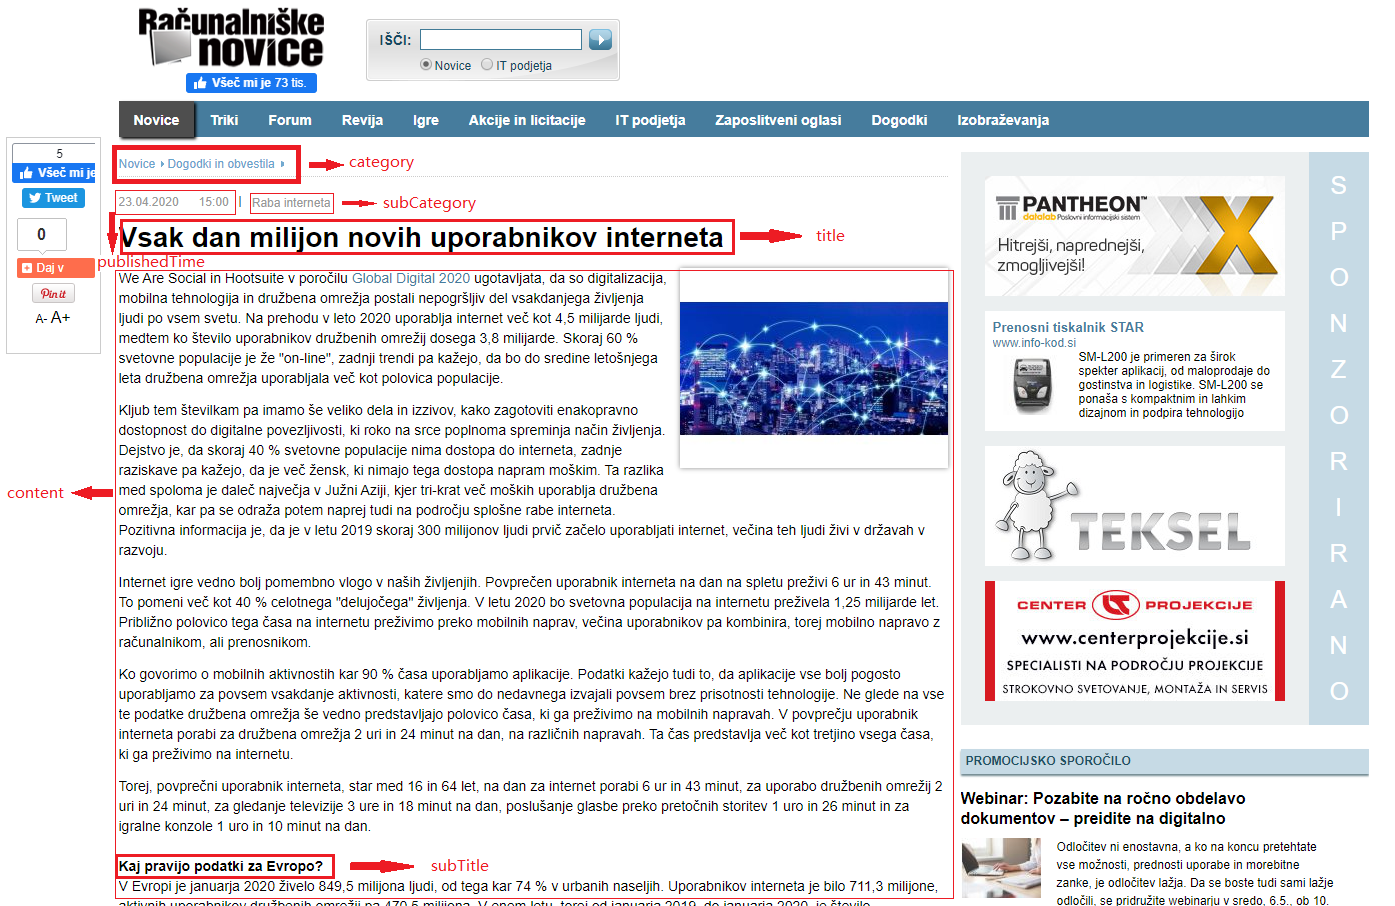 Računalniške
novice
Všeč mi je 73 tis.
IŠČI:
Novice IT podjetja
Novice Triki Forum Revija Igre Akcije in licitacije IT podjetja Zaposlitveni oglasi Dogodki Izobraževanja
5
Všeč mi je
Tweet
0
Daj v
Pin it
A- A+
Novice Dogodki in obvestila
category
23.04.2020 15:00 | Raba interneta
subCategory
Vsak dan milijon novih uporabnikov interneta
title
publishedTime
We Are Social in Hootsuite v poročilu Global Digital 2020 ugotavljata, da so digitalizacija,
mobilna tehnologija in družbena omrežja postali nepogršljiv del vsakdanjega življenja
ljudi po vsem svetu. Na prehodu v leto 2020 uporablja internet več kot 4,5 milijarde ljudi,
medtem ko število uporabnikov družbenih omrežij dosega 3,8 milijarde. Skoraj 60 %
svetovne populacije je že "on-line", zadnji trendi pa kažejo, da bo do sredine letošnjega
leta družbena omrežja uporabljala več kot polovica populacije.
Kljub tem številkam pa imamo še veliko dela in izzivov, kako zagotoviti enakopravno
dostopnost do digitalne povezljivosti, ki roko na srce poplnoma spreminja način življenja.
Dejstvo je, da skoraj 40 % svetovne populacije nima dostopa do interneta, zadnje
raziskave pa kažejo, da je več žensk, ki nimajo tega dostopa napram moškim. Ta razlika
med spoloma je daleč največja v Južni Aziji, kjer tri-krat več moških uporablja družbena
omrežja, kar pa se odraža potem naprej tudi na področju splošne rabe interneta.
Pozitivna informacija je, da je v letu 2019 skoraj 300 milijonov ljudi prvič začelo uporabljati internet, večina teh ljudi živi v državah v
razvoju.
content
Internet igre vedno bolj pomembno vlogo v naših življenjih. Povprečen uporabnik interneta na dan na spletu preživi 6 ur in 43 minut.
To pomeni več kot 40 % celotnega "delujočega" življenja. V letu 2020 bo svetovna populacija na internetu preživela 1,25 milijarde let.
Približno polovico tega časa na internetu preživimo preko mobilnih naprav, večina uporabnikov pa kombinira, torej mobilno napravo z
računalnikom, ali prenosnikom.
Ko govorimo o mobilnih aktivnostih kar 90 % časa uporabljamo aplikacije. Podatki kažejo tudi to, da aplikacije vse bolj pogosto
uporabljamo za povsem vsakdanje aktivnosti, katere smo do nedavnega izvajali povsem brez prisotnosti tehnologije. Ne glede na vse
te podatke družbena omrežja še vedno predstavljajo polovico časa, ki ga preživimo na mobilnih napravah. V povprečju uporabnik
interneta porabi za družbena omrežja 2 uri in 24 minut na dan, na različnih napravah. Ta čas predstavlja več kot tretjino vsega časa,
ki ga preživimo na internetu.
Torej, povprečni uporabnik interneta, star med 16 in 64 let, na dan za internet porabi 6 ur in 43 minut, za uporabo družbenih omrežij 2
uri in 24 minut, za gledanje televizije 3 ure in 18 minut na dan, poslušanje glasbe preko pretočnih storitev 1 uro in 26 minut in za
igralne konzole 1 uro in 10 minut na dan.
Kaj pravijo podatki za Evropo?
subTitle
V Evropi je januarja 2020 živelo 849,5 milijona ljudi, od tega kar 74 % v urbanih naseljih. Uporabnikov interneta je bilo 711,3 milijone,
aktivnih uporabnikov družbenih omrežij pa 470,5 milijona. V enem letu, torej od januarja 2019, do januarja 2020, je število
SPONZORIRANO
PANTHEON™
datalab Poslovni informacijski sistem
Hitrejši, naprednejši,
zmogljivejši!
Prenosni tiskalnik STAR
www.info-kod.si
SM-L200 je primeren za širok
spekter aplikacij, od maloprodaje do
gostinstva in logistike. SM-L200 se
ponaša s kompaktnim in lahkim
dizajnom in podpira tehnologijo
TEKSEL
CENTER PROJEKCIJE
www.centerprojekcije.si
SPECIALISTI NA PODROČJU PROJEKCIJE
STROKOVNO SVETOVANJE, MONTAŽA IN SERVIS
PROMOCIJSKO SPOROČILO
Webinar: Pozabite na ročno obdelavo
dokumentov – preidite na digitalno
Odločitev ni enostavna, a ko na koncu pretehtate
vse možnosti, prednosti uporabe in morebitne
zanke, je odločitev lažja. Da se boste tudi sami lažje
odločili, se pridružite webinarju v sredo, 6.5., ob 10.